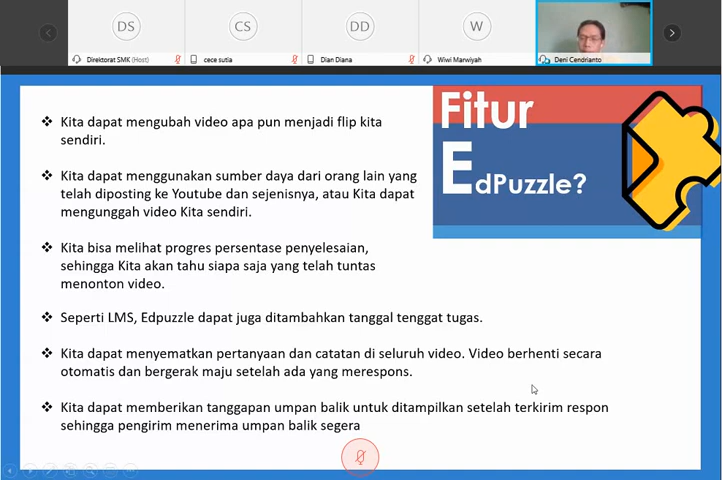 DS
CS
DD
W
Direktorat SMK (Host)
cece sutia
Dian Diana
Wiwi Marwiyah
Deni Cendrianto
Fitur
EdPuzzle?
❖ Kita dapat mengubah video apa pun menjadi flip kita
sendiri.
❖ Kita dapat menggunakan sumber daya dari orang lain yang
telah diposting ke Youtube dan sejenisnya, atau Kita dapat
mengunggah video Kita sendiri.
❖ Kita bisa melihat progres persentase penyelesaian,
sehingga Kita akan tahu siapa saja yang telah tuntas
menonton video.
❖ Seperti LMS, Edpuzzle dapat juga ditambahkan tanggal tenggat tugas.
❖ Kita dapat menyematkan pertanyaan dan catatan di seluruh video. Video berhenti secara
otomatis dan bergerak maju setelah ada yang merespons.
❖ Kita dapat memberikan tanggapan umpan balik untuk ditampilkan setelah terkirim respon
sehingga pengirim menerima umpan balik segera